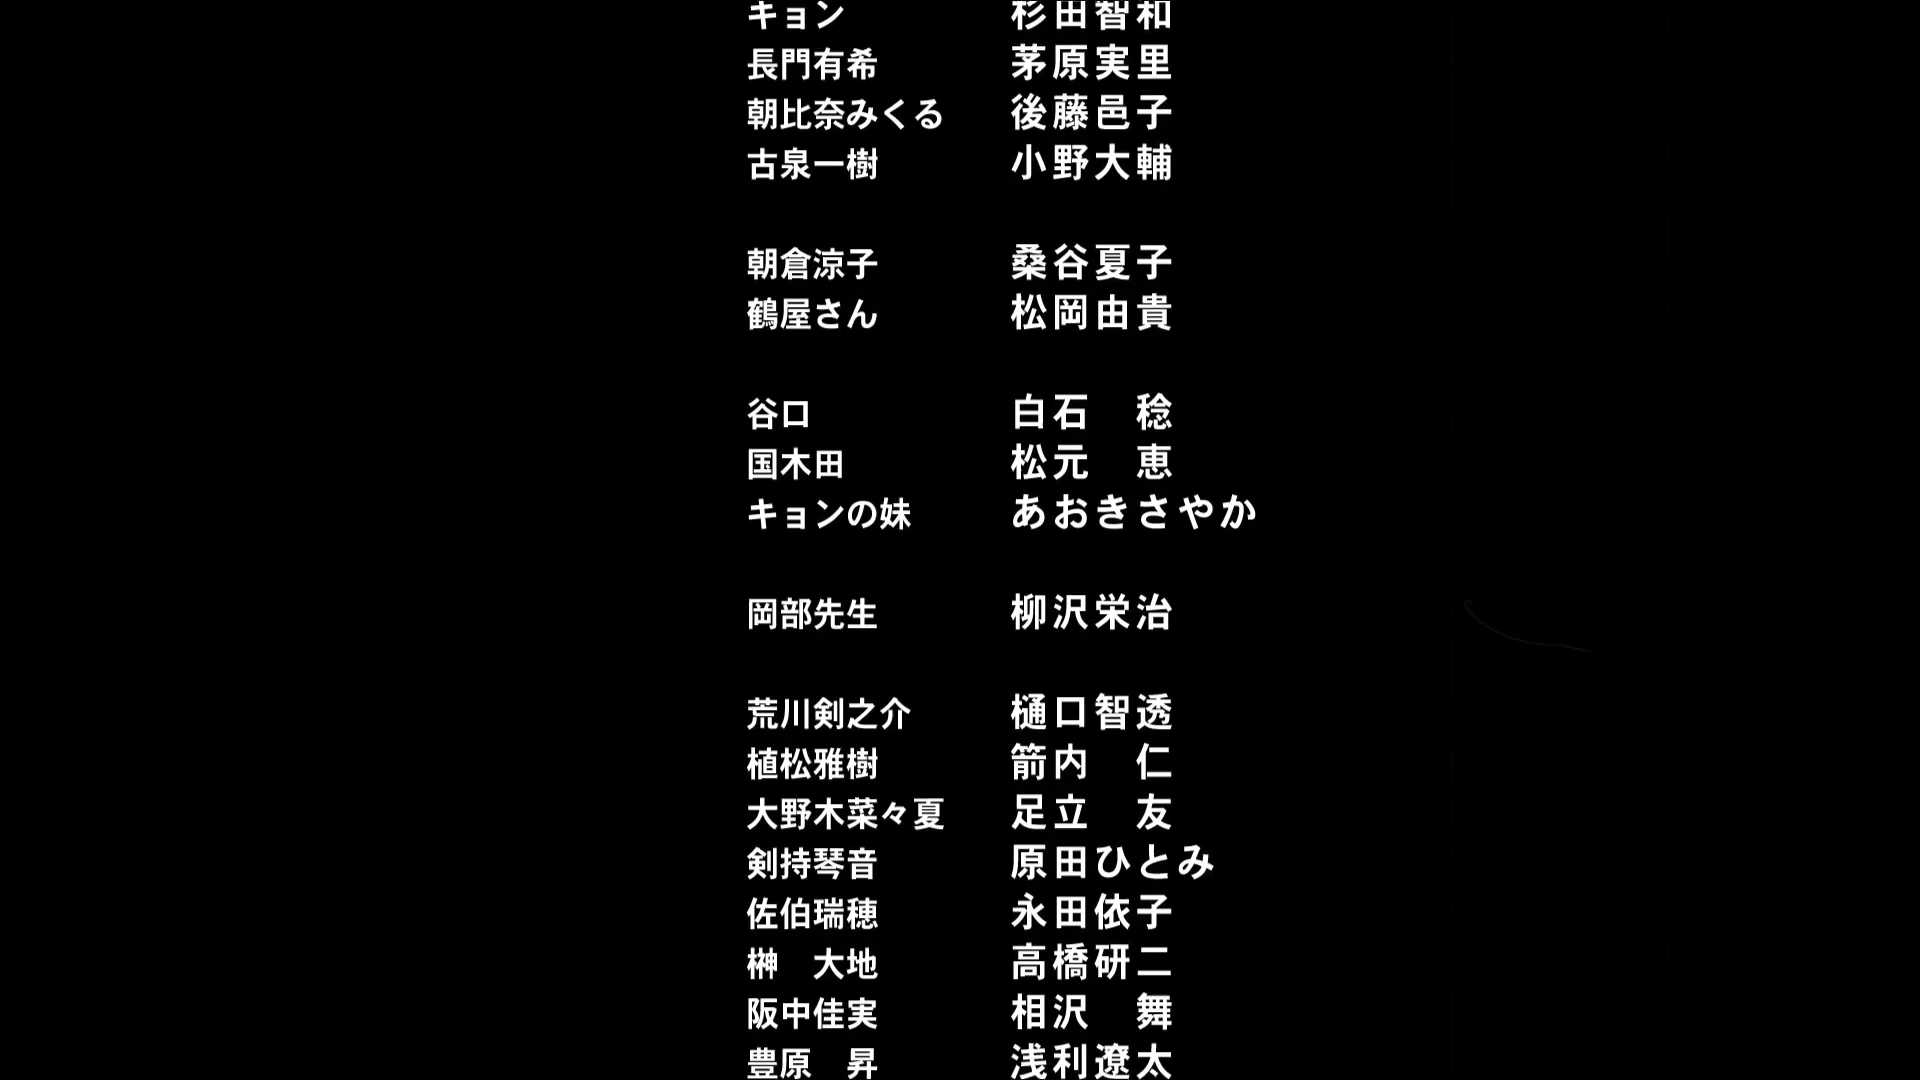 キョン 杉田智和
長門有希 茅原実里
朝比奈みくる 後藤邑子
古泉一樹 小野大輔
朝倉涼子 桑谷夏子
鶴屋さん 松岡由貴
谷口 白石 稔
国木田 松元 恵
キョンの妹 あおきさやか
岡部先生 柳沢栄治
荒川剣之介 樋口智透
植松雅樹 箭内 仁
大野木菜々夏 足立 友
剣持琴音 原田ひとみ
佐伯瑞穂 永田依子
榊 大地 高橋研二
阪中佳実 相沢 舞
豊原 昇 浅利遼太